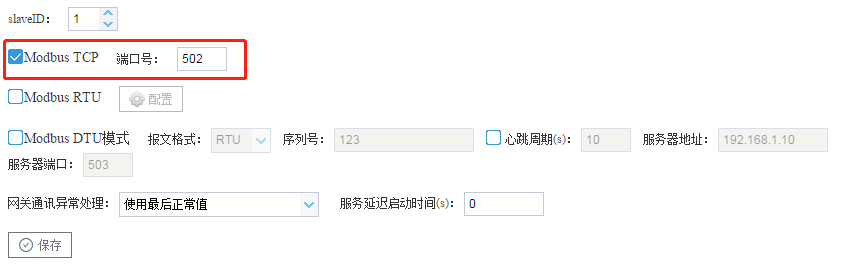 slaveID： 1
Modbus TCP 端口号： 502
Modbus RTU 配置
Modbus DTU模式 报文格式： RTU 序列号： 123 心跳周期(s)： 10 服务器地址： 192.168.1.10
服务器端口： 503
网关通讯异常处理： 使用最后正常值 服务延迟启动时间(s)： 0
保存